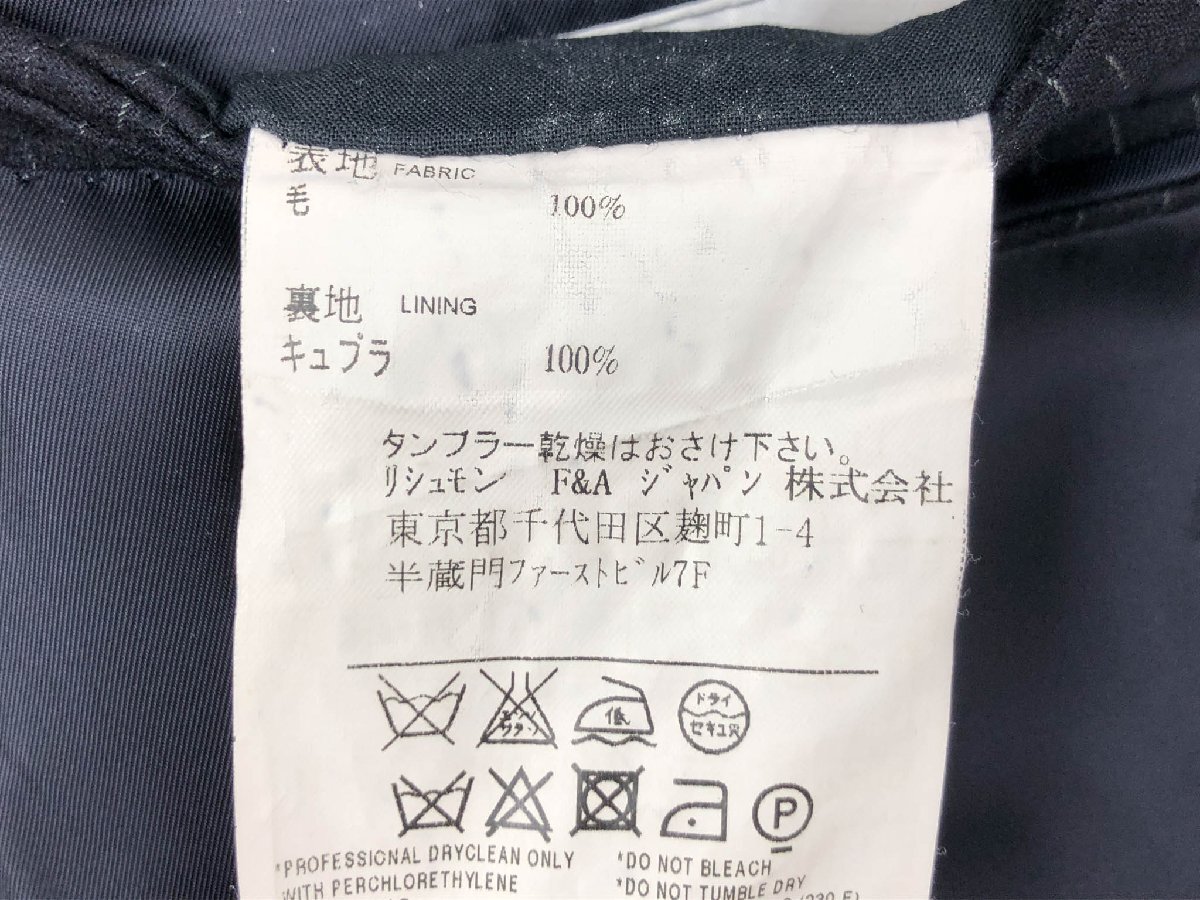 表地 FABRIC
毛 100%
裏地 LINING
キュプラ 100%
タンブラー乾燥はおさけ下さい。
リシュモン F&A ジャパン 株式会社
東京都千代田区麹町1-4
半蔵門ファーストビル7F
低
ドライ
セキユ系
P
*PROFESSIONAL DRYCLEAN ONLY
WITH PERCHLORETHYLENE
*DO NOT BLEACH
*DO NOT TUMBLE DRY